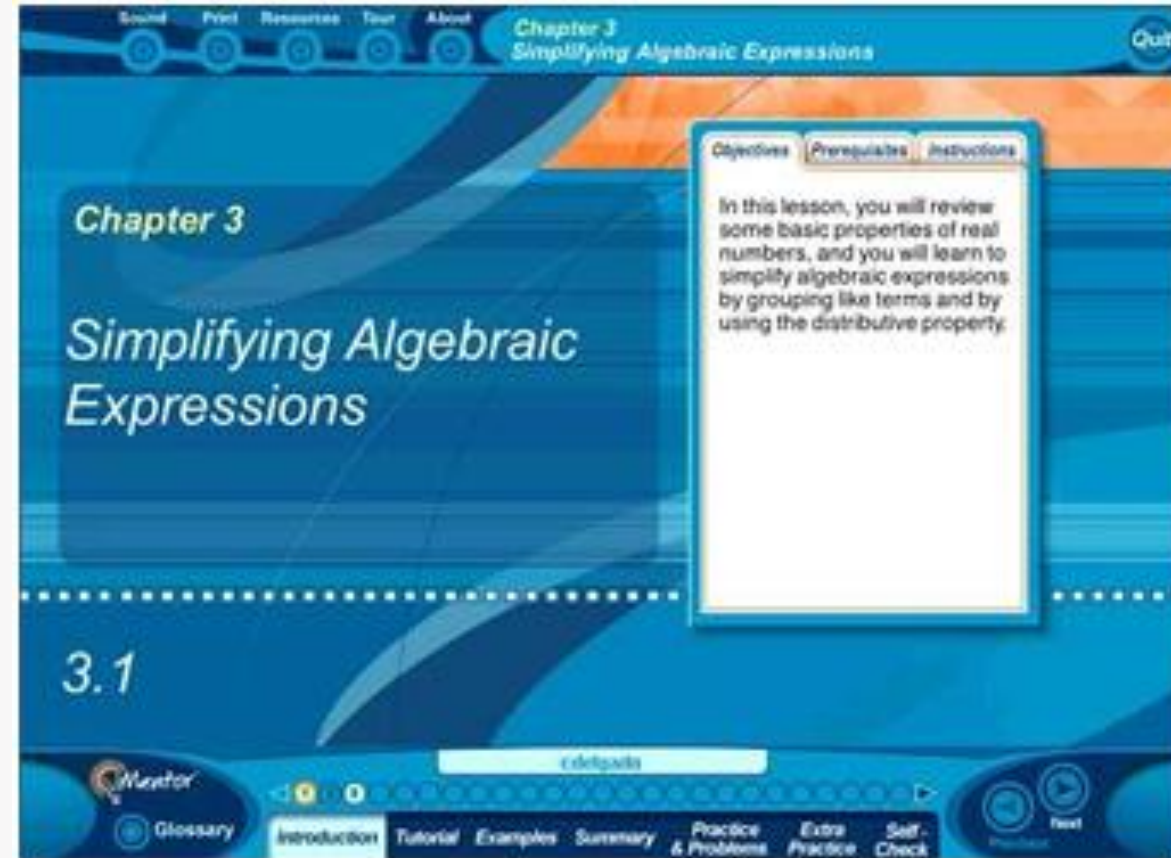 Sound Print Resources Tour About
Chapter 3
Simplifying Algebraic Expressions
Quit
Objectives Prerequisites Instructions
In this lesson, you will review
some basic properties of real
numbers, and you will learn to
simplify algebraic expressions
by grouping like terms and by
using the distributive property.
Chapter 3
Simplifying Algebraic
Expressions
3.1
cdelgado
Mentor
Glossary
Introduction Tutorial Examples Summary Practice & Problems Extra Practice Self-Check
Previous Next